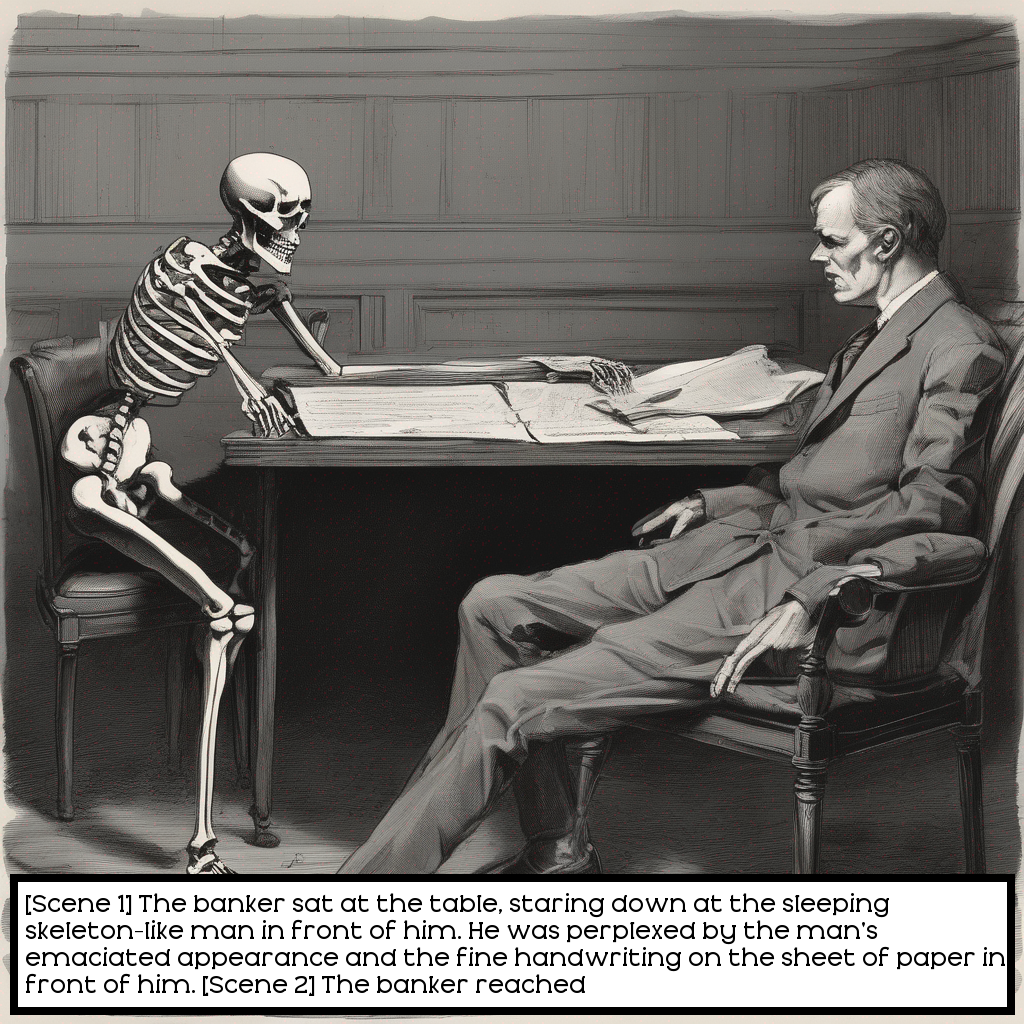 [Scene 1] The banker sat at the table, staring down at the sleeping
skeleton-like man in front of him. He was perplexed by the man's
emaciated appearance and the fine handwriting on the sheet of paper in
front of him. [Scene 2] The banker reached